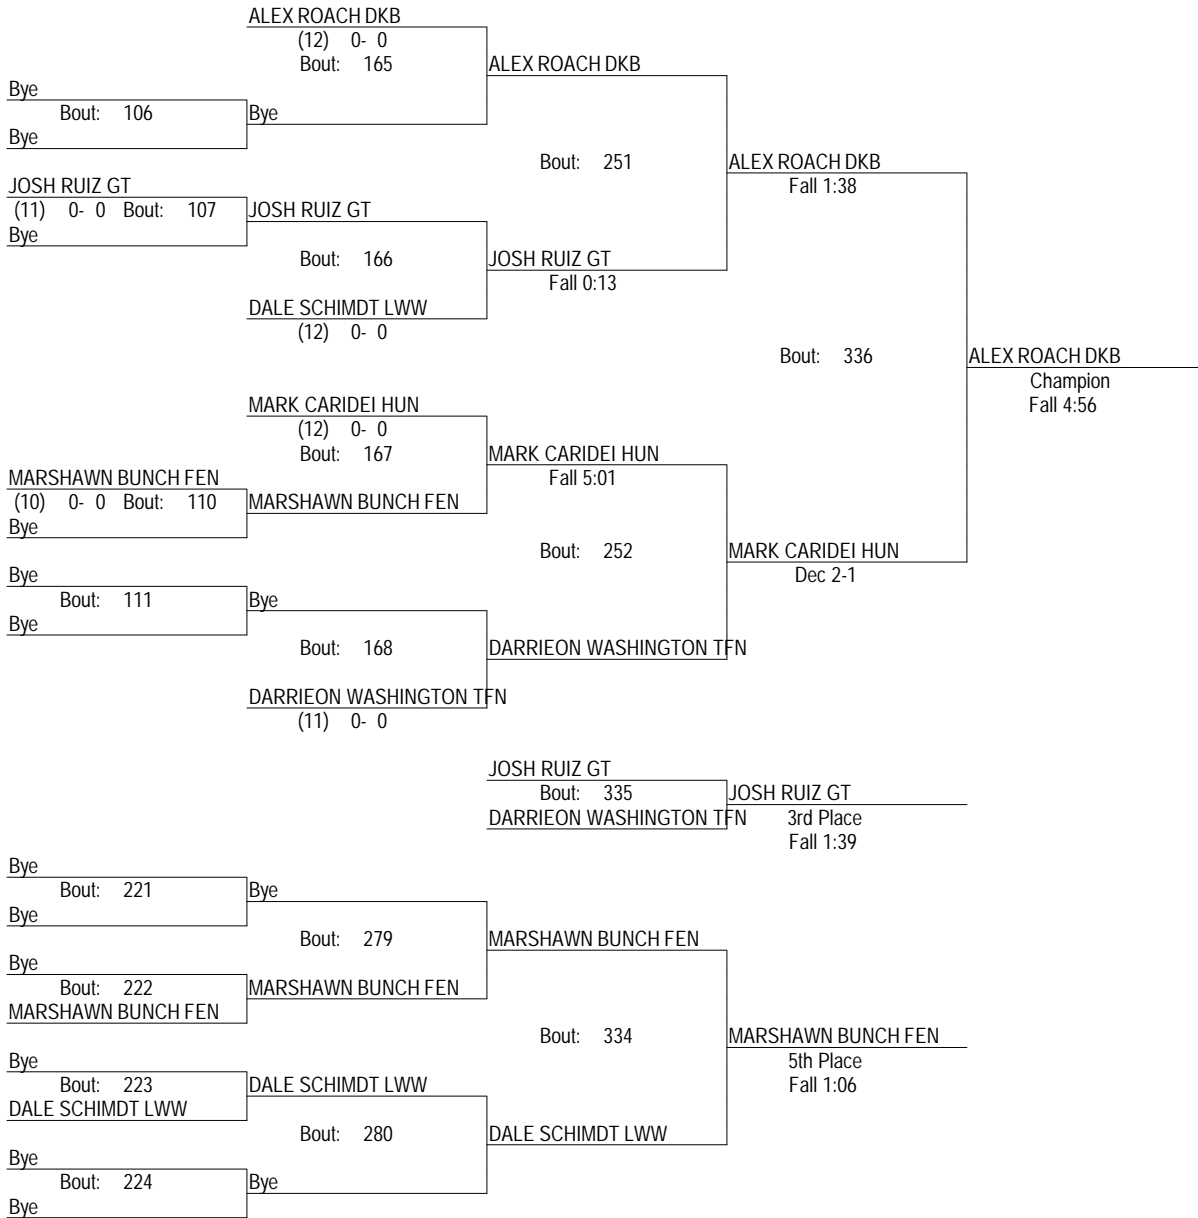 ALEX ROACH DKB
(12) 0- 0
Bout: 165
ALEX ROACH DKB
Bye
Bout: 106
Bye
Bye
Bout: 251
ALEX ROACH DKB
Fall 1:38
JOSH RUIZ GT
(11) 0- 0 Bout: 107
JOSH RUIZ GT
Bye
Bout: 166
JOSH RUIZ GT
Fall 0:13
DALE SCHIMDT LWW
(12) 0- 0
Bout: 336
ALEX ROACH DKB
Champion
Fall 4:56
MARK CARIDEI HUN
(12) 0- 0
Bout: 167
MARK CARIDEI HUN
Fall 5:01
MARSHAWN BUNCH FEN
(10) 0- 0 Bout: 110
MARSHAWN BUNCH FEN
Bye
Bout: 252
MARK CARIDEI HUN
Dec 2-1
Bye
Bout: 111
Bye
Bye
Bout: 168
DARRIEON WASHINGTON TFN
DARRIEON WASHINGTON TFN
(11) 0- 0
JOSH RUIZ GT
Bout: 335
JOSH RUIZ GT
DARRIEON WASHINGTON TFN
3rd Place
Fall 1:39
Bye
Bout: 221
Bye
Bye
Bout: 279
MARSHAWN BUNCH FEN
Bye
Bout: 222
MARSHAWN BUNCH FEN
MARSHAWN BUNCH FEN
Bout: 334
MARSHAWN BUNCH FEN
5th Place
Fall 1:06
Bye
Bout: 223
DALE SCHIMDT LWW
DALE SCHIMDT LWW
Bout: 280
DALE SCHIMDT LWW
Bye
Bout: 224
Bye
Bye